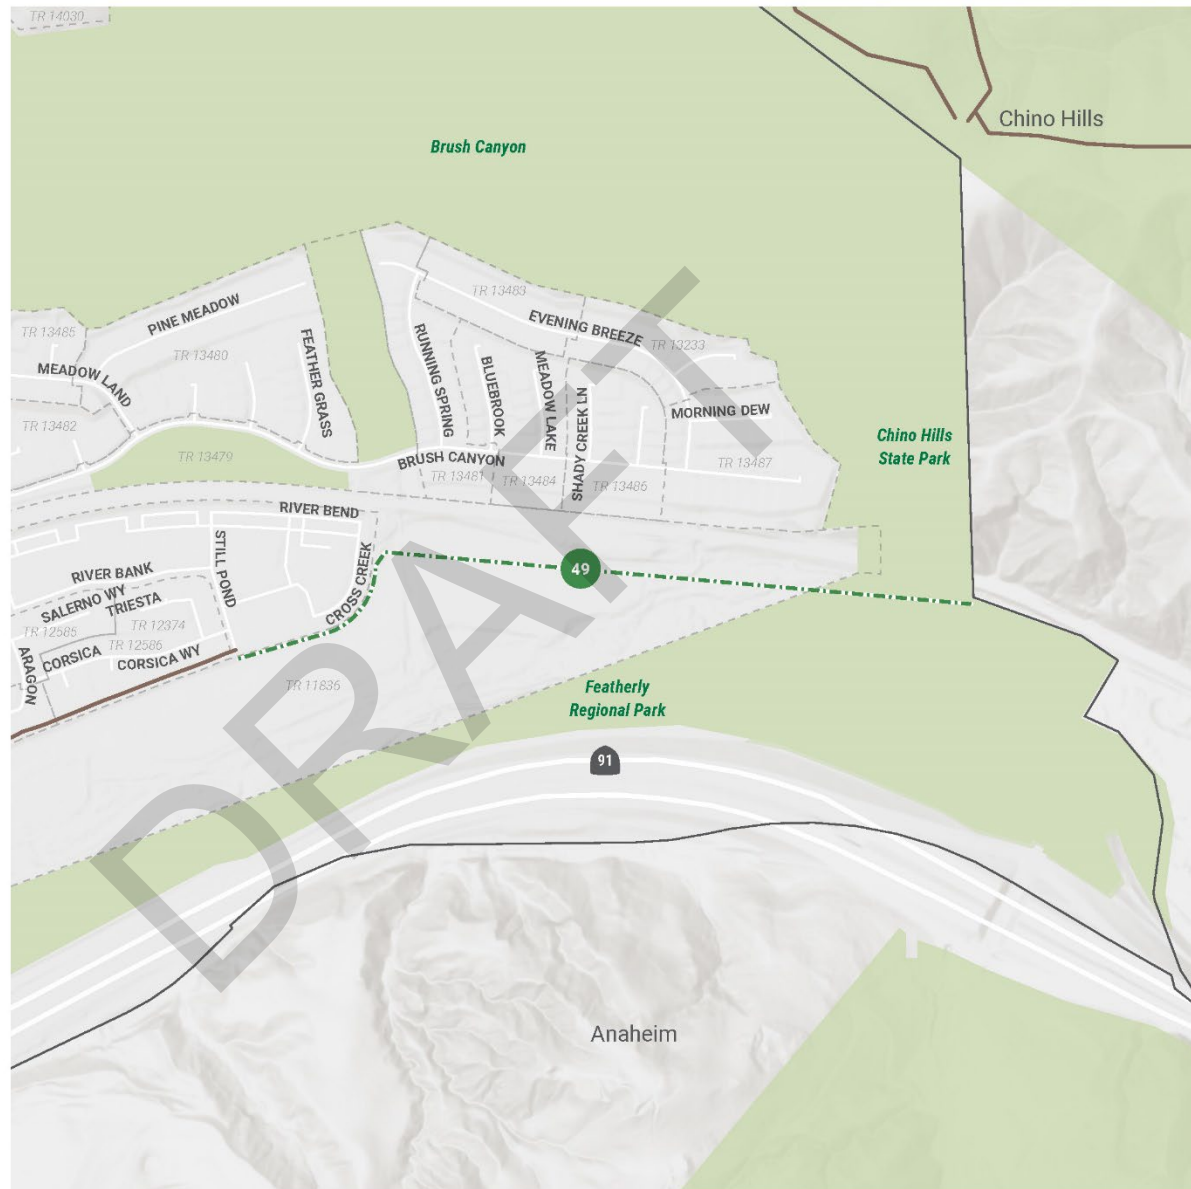 TR 14030
Chino Hills
Brush Canyon
TR 13483
PINE MEADOW
EVENING BREEZE
TR 13485
TR 13480
FEATHER GRASS
RUNNING SPRING
BLUEBROOK
MEADOW LAKE
TR 13233
MEADOW LAND
SHADY CREEK LN
MORNING DEW
TR 13482
Chino Hills
State Park
TR 13479
BRUSH CANYON
TR 13481
TR 13484
TR 13486
TR 13487
RIVER BEND
STILL POND
CROSS CREEK
49
RIVER BANK
SALERNO WY
TRIESTA
TR 12585
TR 12374
TR 12586
ARAGON
CORSICA
CORSICA WY
TR 11836
Featherly
Regional Park
91
DRAFT
Anaheim